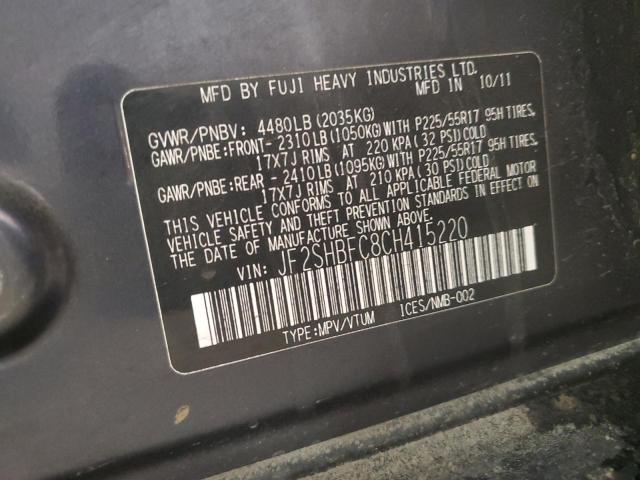 MFD BY FUJI HEAVY INDUSTRIES LTD.
MFD IN 10/11
GVWR/PNBV: 4480LB (2035KG)
GAWR/PNBE:FRONT- 2310LB (1050KG) WITH P225/55R17 95H TIRES,
17X7J RIMS AT 220 KPA ( 32 PSI) COLD
GAWR/PNBE:REAR - 2410LB (1095KG) WITH P225/55R17 95H TIRES,
17X7J RIMS AT 210 KPA ( 30 PSI) COLD
THIS VEHICLE CONFORMS TO ALL APPLICABLE FEDERAL MOTOR
VEHICLE SAFETY AND THEFT PREVENTION STANDARDS IN EFFECT ON
THE DATE OF MANUFACTURE SHOWN ABOVE.
VIN: JF2SHBFC8CH415220
TYPE:MPV/VTUM ICES/NMB-002